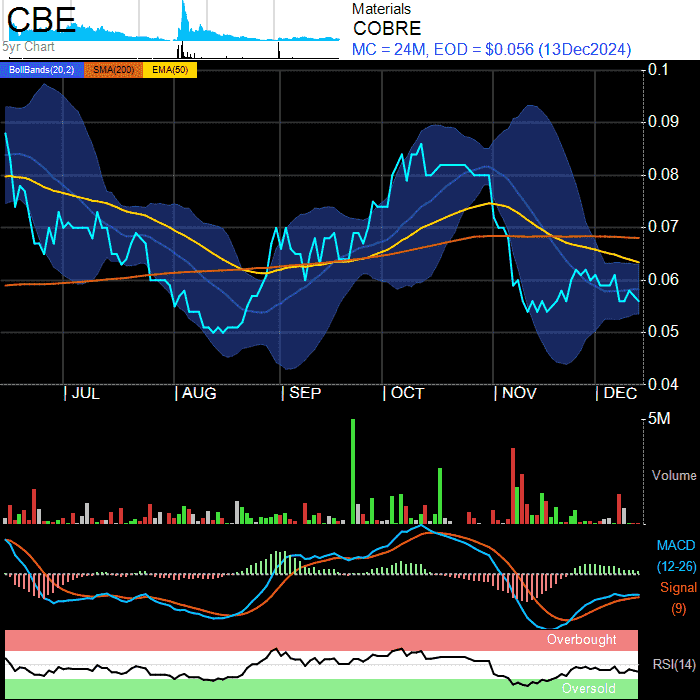 CBE
5yr Chart
Materials
COBRE
MC = 24M, EOD = $0.056 (13Dec2024)
BollBands(20,2) SMA(200) EMA(50)
0.1
0.09
0.08
0.07
0.06
0.05
0.04
JUL AUG SEP OCT NOV DEC
5M
Volume
MACD
(12-26)
Signal
(9)
Overbought
RSI(14)
Oversold